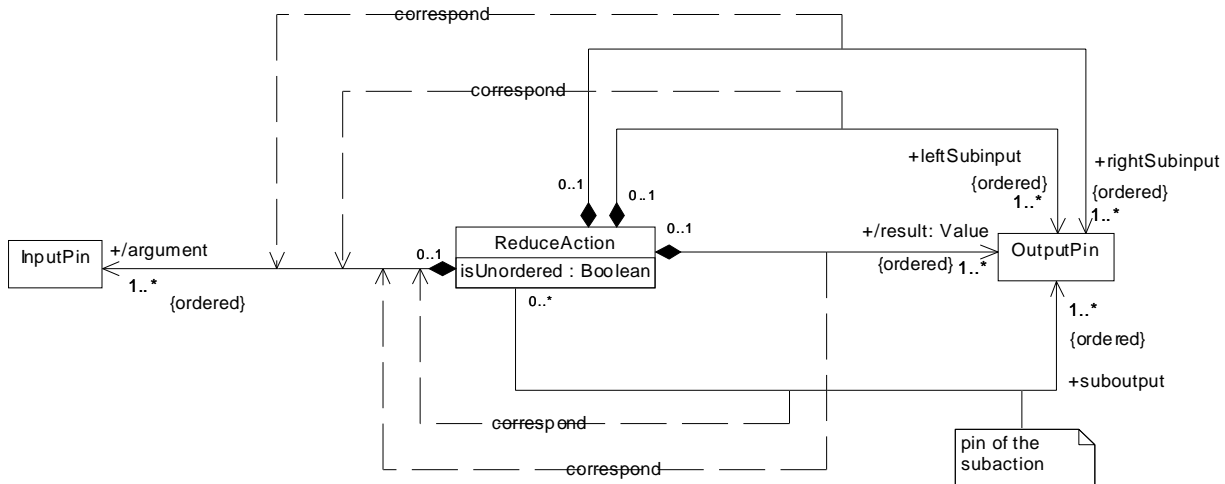 correspond
correspond
+leftSubinput
+rightSubinput
{ordered}
{ordered}
0..1
0..1
1..*
1..*
ReduceAction
isUnordered : Boolean
0..1
+/result: Value
{ordered}
1..*
OutputPin
InputPin
+/argument
0..1
1..*
{ordered}
0..*
1..*
{ordered}
+suboutput
correspond
correspond
pin of the
subaction